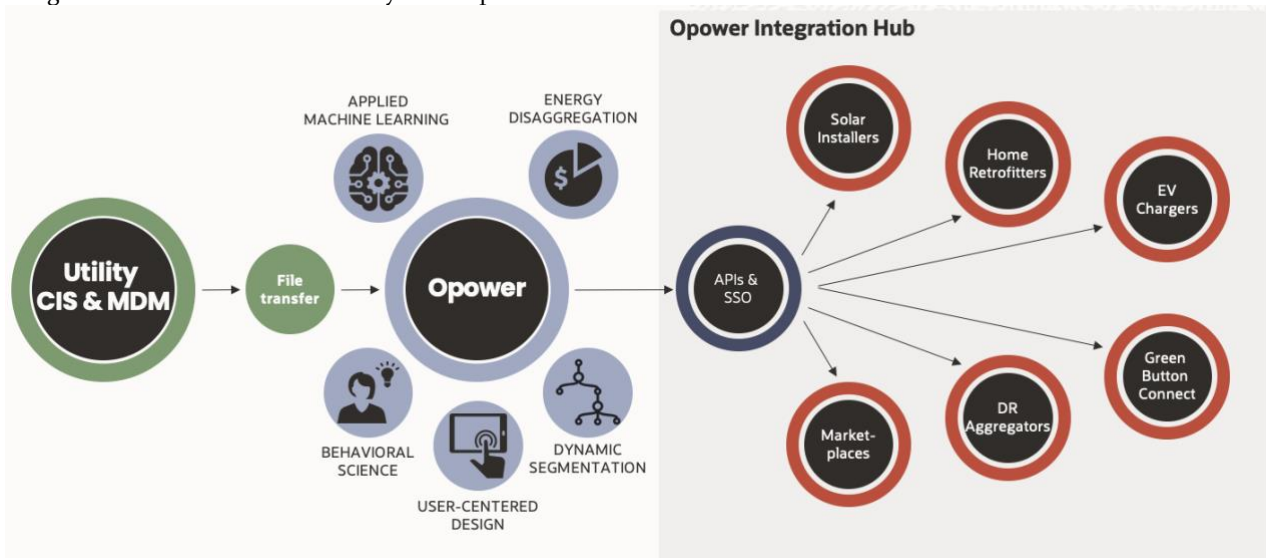 Opower Integration Hub
APPLIED
MACHINE LEARNING
ENERGY
DISAGGREGATION
$
Utility
CIS & MDM
File
transfer
Opower
BEHAVIORAL
SCIENCE
USER-CENTERED
DESIGN
DYNAMIC
SEGMENTATION
APIs &
SSO
Solar
Installers
Home
Retrofitters
EV
Chargers
Green
Button
Connect
DR
Aggregators
Market-
places